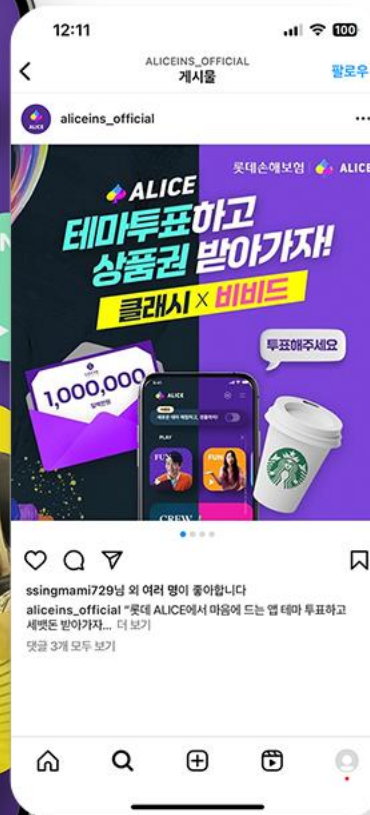 12:11
100
ALICEINS_OFFICIAL
게시물
팔로우
ALICE
aliceins_official
롯데손해보험 ALICE
ALICE
테마투표하고
상품권 받아가자!
클래시 X 비비드
투표해주세요
1,000,000
ALICE
PLAY
FUN
FUN
CREW
ssingmami729님 외 여러 명이 좋아합니다
aliceins_official "롯데 ALICE에서 마음에 드는 앱 테마 투표하고
세뱃돈 받아가자... 더 보기
댓글 3개 모두 보기